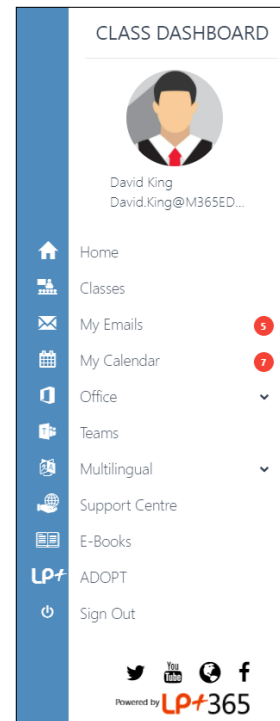 CLASS DASHBOARD
David King
David.King@M365ED...
Home
Classes
My Emails 5
My Calendar 7
Office
Teams
Multilingual
Support Centre
E-Books
LP+ ADOPT
Sign Out
You Tube
Powered by LP+365